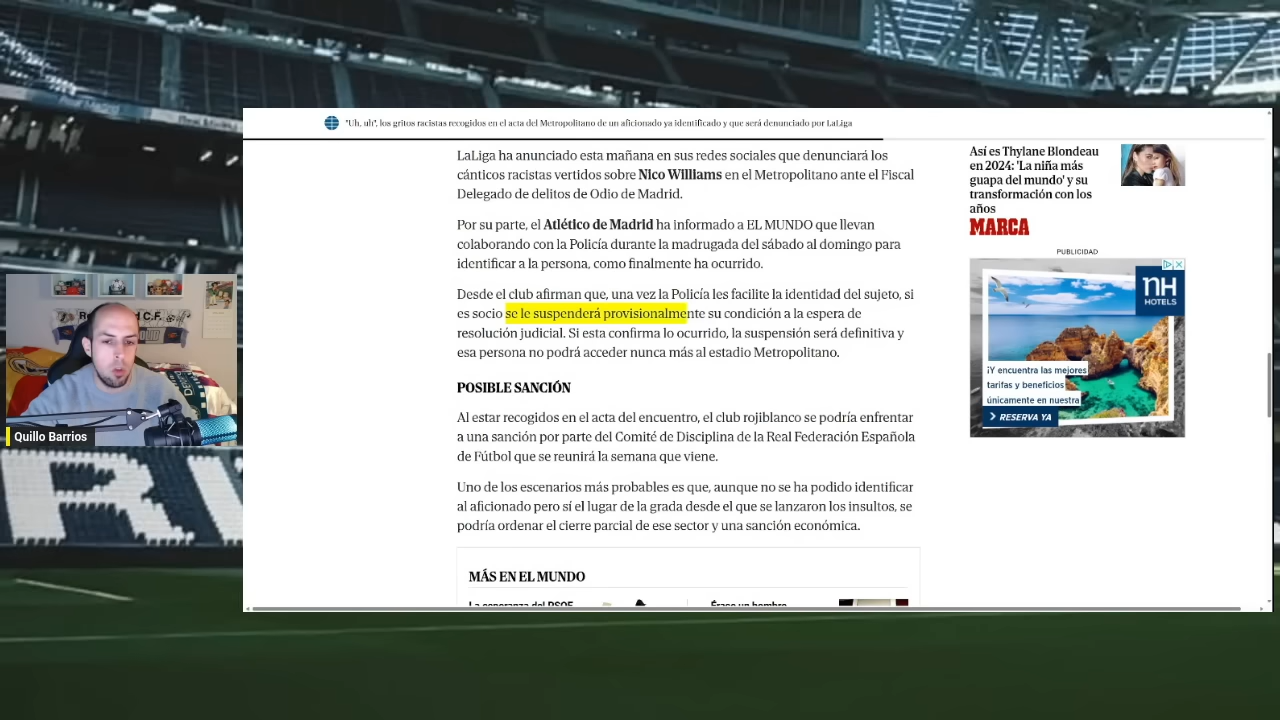 "Uh, uh", los gritos racistas recogidos en el acta del Metropolitano de un aficionado ya identificado y que será denunciado por LaLiga
LaLiga ha anunciado esta mañana en sus redes sociales que denunciará los
cánticos racistas vertidos sobre Nico Williams en el Metropolitano ante el Fiscal
Delegado de delitos de Odio de Madrid.
Por su parte, el Atlético de Madrid ha informado a EL MUNDO que llevan
colaborando con la Policía durante la madrugada del sábado al domingo para
identificar a la persona, como finalmente ha ocurrido.
Desde el club afirman que, una vez la Policía les facilite la identidad del sujeto, si
es socio se le suspenderá provisionalmente su condición a la espera de
resolución judicial. Si esta confirma lo ocurrido, la suspensión será definitiva y
esa persona no podrá acceder nunca más al estadio Metropolitano.
POSIBLE SANCIÓN
Al estar recogidos en el acta del encuentro, el club rojiblanco se podría enfrentar
a una sanción por parte del Comité de Disciplina de la Real Federación Española
de Fútbol que se reunirá la semana que viene.
Uno de los escenarios más probables es que, aunque no se ha podido identificar
al aficionado pero sí el lugar de la grada desde el que se lanzaron los insultos, se
podría ordenar el cierre parcial de ese sector y una sanción económica.
MÁS EN EL MUNDO
La esperanza del PSOE
Érase un hombre
Así es Thylane Blondeau
en 2024: 'La niña más
guapa del mundo' y su
transformación con los
años
MARCA
PUBLICIDAD
nH
HOTELS
¡Y encuentra las mejores
tarifas y beneficios
únicamente en nuestra
RESERVA YA
Quillo Barrios